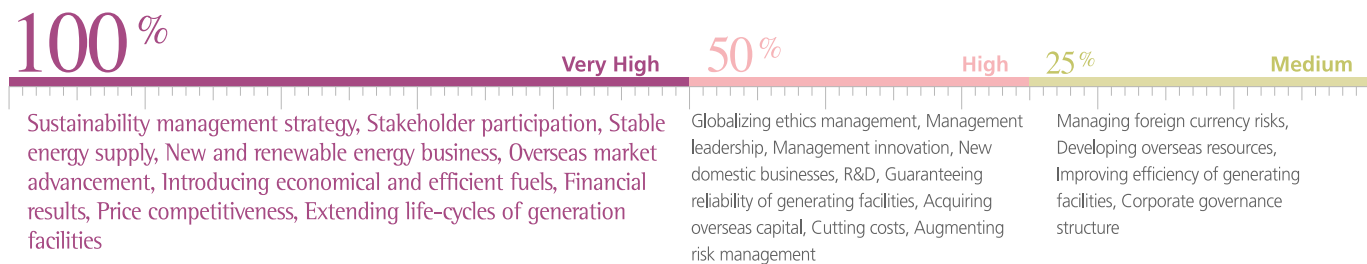 100%
Very High
Sustainability management strategy, Stakeholder participation, Stable
energy supply, New and renewable energy business, Overseas market
advancement, Introducing economical and efficient fuels, Financial
results, Price competitiveness, Extending life-cycles of generation
facilities
50%
High
Globalizing ethics management, Management
leadership, Management innovation, New
domestic businesses, R&D, Guaranteeing
reliability of generating facilities, Acquiring
overseas capital, Cutting costs, Augmenting
risk management
25%
Medium
Managing foreign currency risks,
Developing overseas resources,
Improving efficiency of generating
facilities, Corporate governance
structure